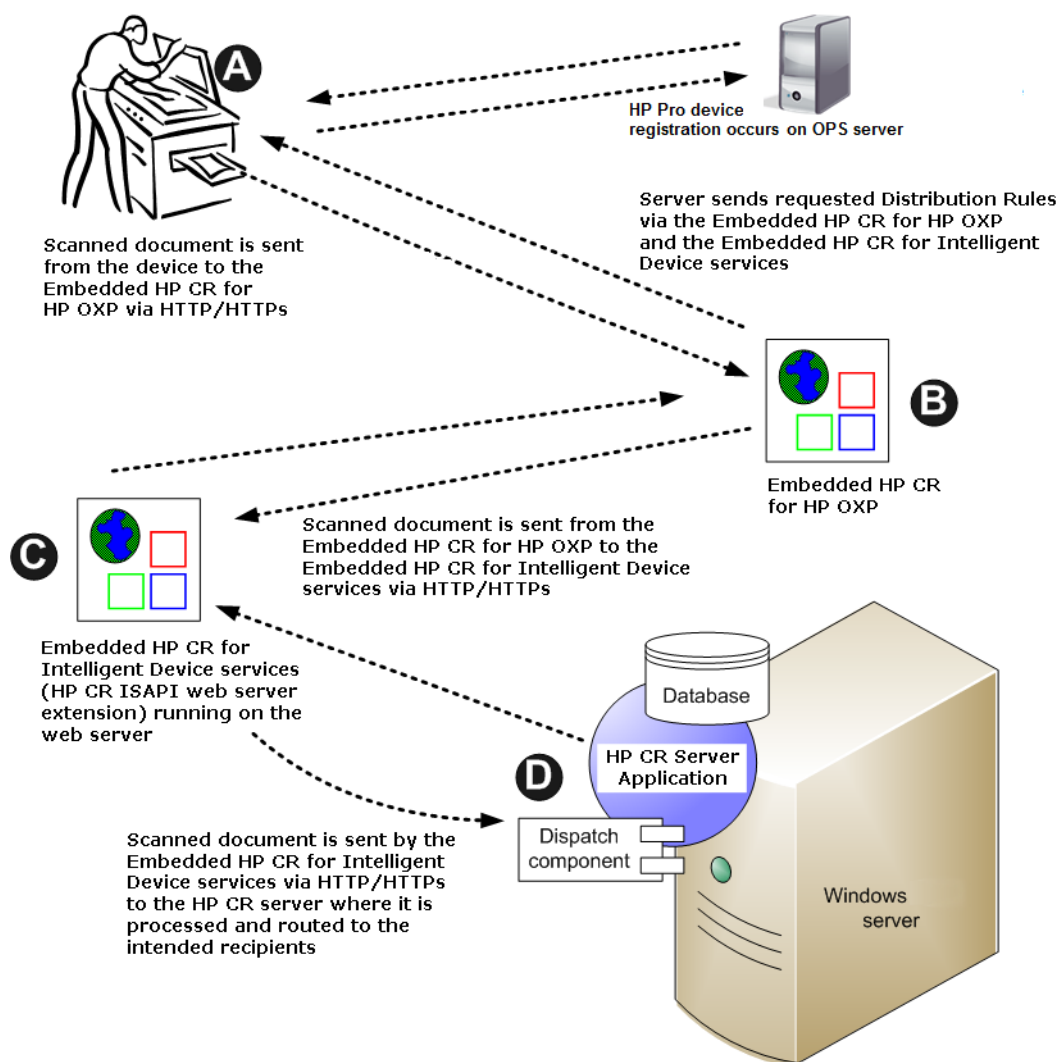 A
HP Pro device
registration occurs on OPS server
Server sends requested Distribution Rules
via the Embedded HP CR for HP OXP
and the Embedded HP CR for Intelligent
Device services
Scanned document is sent
from the device to the
Embedded HP CR for
HP OXP via HTTP/HTTPs
B
Embedded HP CR
for HP OXP
C
Scanned document is sent from the
Embedded HP CR for HP OXP to the
Embedded HP CR for Intelligent Device
services via HTTP/HTTPs
Embedded HP CR for
Intelligent Device services
(HP CR ISAPI web server
extension) running on the
web server
Database
HP CR Server
Application
D
Dispatch
component
Windows
server
Scanned document is sent by the
Embedded HP CR for Intelligent
Device services via HTTP/HTTPs
to the HP CR server where it is
processed and routed to the
intended recipients